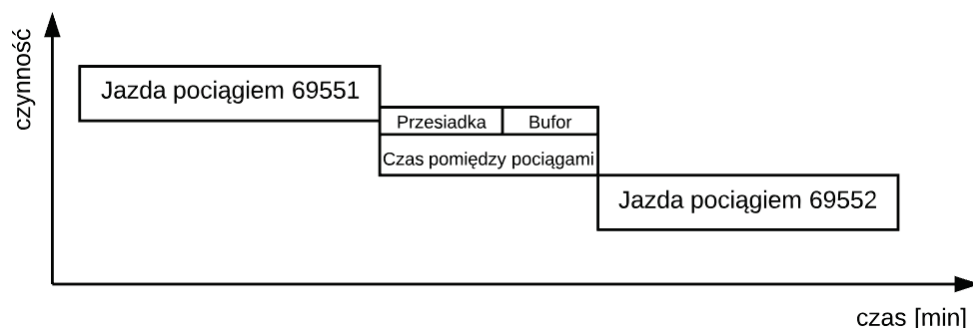 czynność
Jazda pociągiem 69551
Przesiadka
Bufor
Czas pomiędzy pociągami
Jazda pociągiem 69552
czas [min]